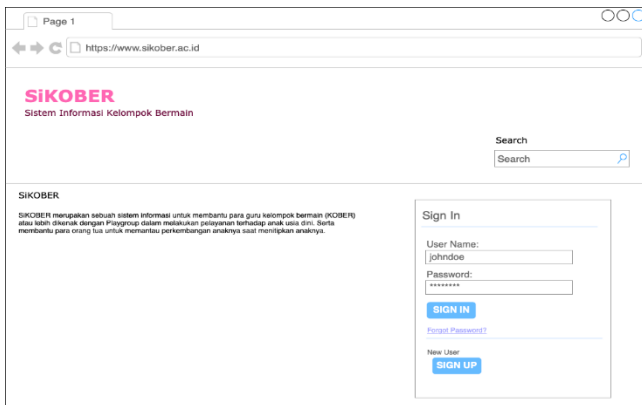 Page 1
https://www.sikober.ac.id
SiKOBER
Sistem Informasi Kelompok Bermain
Search
Search
SiKOBER
SiKOBER merupakan sebuah sistem informasi untuk membantu para guru kelompok bermain (KOBER)
atau lebih dikenak dengan Playgroup dalam melakukan pelayanan terhadap anak usia dini. Serta
membantu para orang tua untuk memantau perkembangan anaknya saat menitipkan anaknya.
Sign In
User Name:
johndoe
Password:
********
SIGN IN
Forgot Password?
New User
SIGN UP